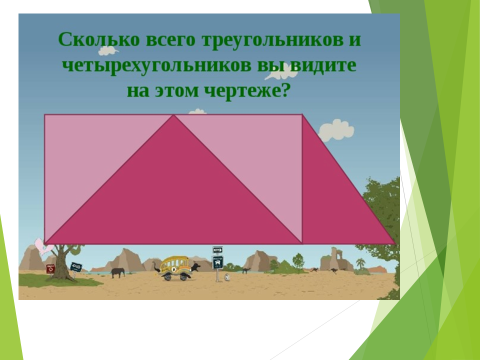 Сколько всего треугольников и
четырехугольников вы видите
на этом чертеже?